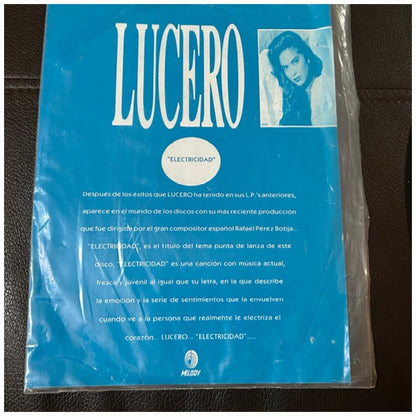 LUCERO
"ELECTRICIDAD"
Después de los exitos que LUCERO ha tenido en sus L.P.'s anteriores,
aparece en el mundo de los discos con su más reciente producción
que fue dirigida por el gran compositor español Rafael Pérez Botija...
"ELECTRICIDAD", es el título del tema punta de lanza de este
disco, "ELECTRICIDAD" es una canción con música actual,
fresca y juvenil al igual que su letra, en la que describe
la emoción y la serie de sentimientos que la envuelven
cuando ve a la persona que realmente le electriza el
corazón... LUCERO... "ELECTRICIDAD".....
MELODY